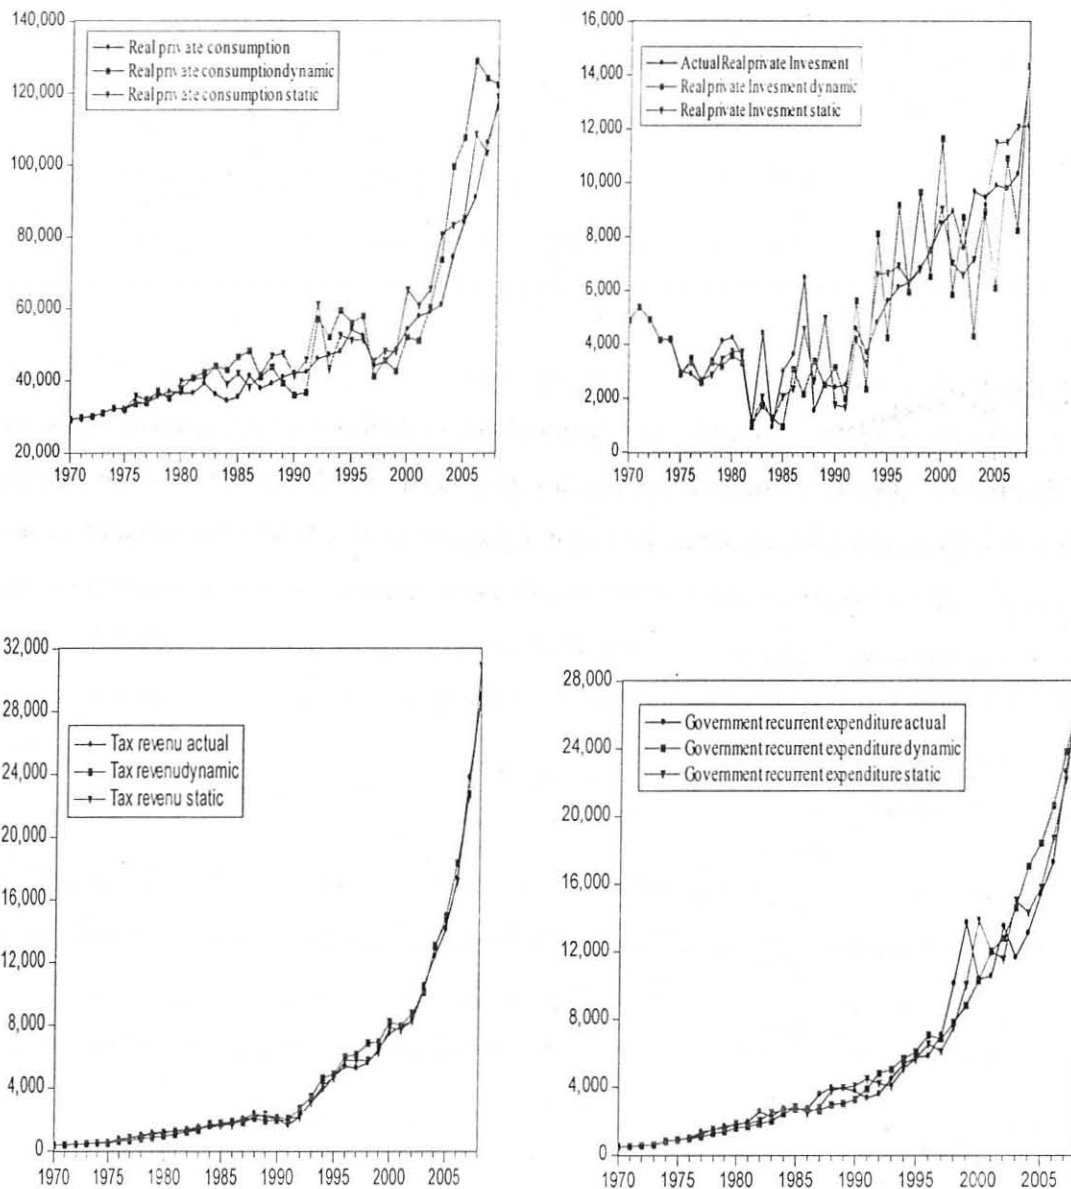 140,000
120,000
100,000
80,000
60,000
40,000
20,000
Real private consumption
Real private consumptiondynamic
Real private consumption static
1970 1975 1980 1985 1990 1995 2000 2005
16,000
14,000
12,000
10,000
8,000
6,000
4,000
2,000
0
Actual Real private Invesment
Real private Invesment dynamic
Real private Invesment static
1970 1975 1980 1985 1990 1995 2000 2005
32,000
28,000
24,000
20,000
16,000
12,000
8,000
4,000
0
Tax revenu actual
Tax revenudynamic
Tax revenu static
1970 1975 1980 1985 1990 1995 2000 2005
28,000
24,000
20,000
16,000
12,000
8,000
4,000
0
Government recurrent expenditure actual
Government recurrent expenditure dynamic
Government recurrent expenditure static
1970 1975 1980 1985 1990 1995 2000 2005